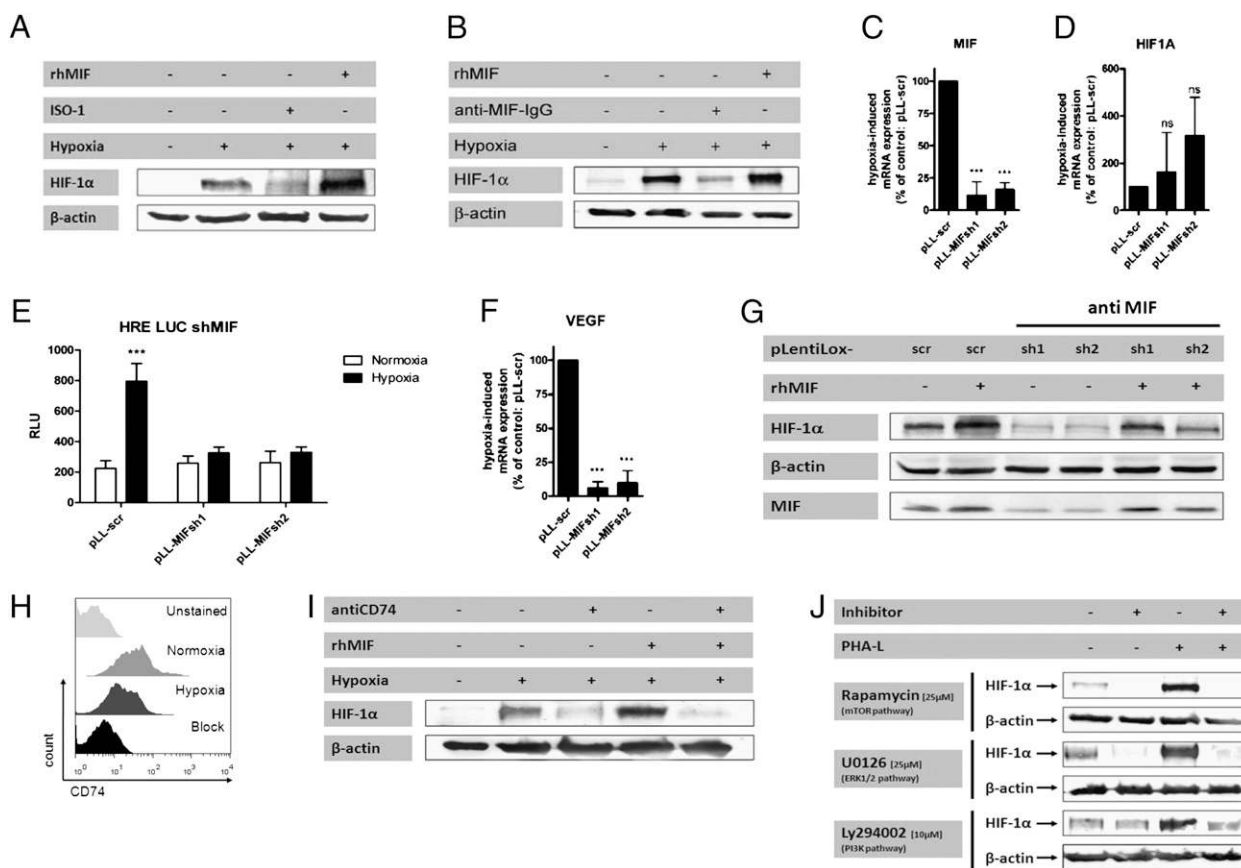 A
rhMIF - - - +
ISO-1 - - + -
Hypoxia - + + +
HIF-1α
β-actin
B
rhMIF - - - +
anti-MIF-IgG - - + -
Hypoxia - + + +
HIF-1α
β-actin
C
MIF
hypoxia-induced
mRNA expression
(% of control: pLL-scr)
100
75
50
25
0
*** ***
pLL-scr
pLL-MIFsh1
pLL-MIFsh2
D
HIF1A
hypoxia-induced
mRNA expression
(% of control: pLL-scr)
600
400
200
0
ns ns
pLL-scr
pLL-MIFsh1
pLL-MIFsh2
E
HRE LUC shMIF
RLU
1000
800
600
400
200
0
***
Normoxia
Hypoxia
pLL-scr
pLL-MIFsh1
pLL-MIFsh2
F
VEGF
hypoxia-induced
mRNA expression
(% of control: pLL-scr)
100
75
50
25
0
*** ***
pLL-scr
pLL-MIFsh1
pLL-MIFsh2
G
anti MIF
pLentiLox- scr scr sh1 sh2 sh1 sh2
rhMIF - + - - + +
HIF-1α
β-actin
MIF
H
Unstained
Normoxia
Hypoxia
Block
count
10⁰ 10¹ 10² 10³ 10⁴
CD74
I
antiCD74 - - + - +
rhMIF - - - + +
Hypoxia - + + + +
HIF-1α
β-actin
J
Inhibitor - + - +
PHA-L - - + +
Rapamycin [25μM]
(mTOR pathway)
HIF-1α→
β-actin→
U0126 [25μM]
(ERK1/2 pathway)
HIF-1α→
β-actin→
Ly294002 [10μM]
(PI3K pathway)
HIF-1α→
β-actin→